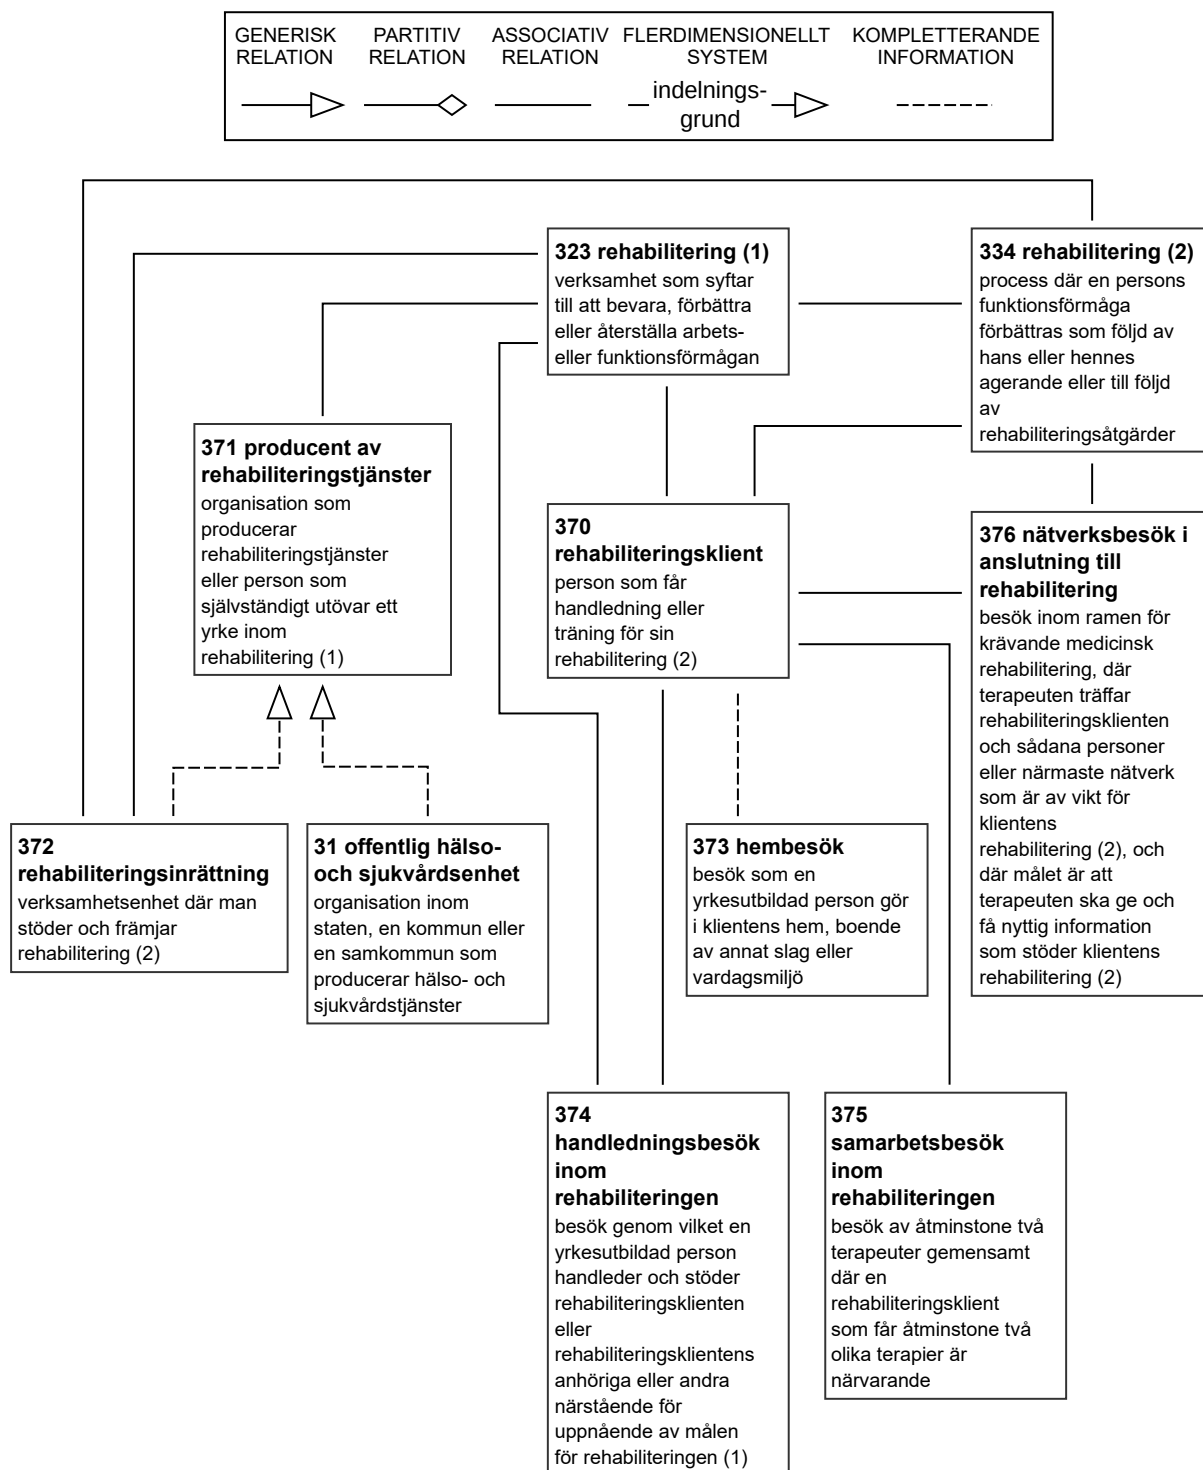 GENERISK
RELATION
PARTITIV
RELATION
ASSOCIATIV
RELATION
FLERDIMENSIONELLT
SYSTEM
KOMPLETTERANDE
INFORMATION
indelnings-
grund
323 rehabilitering (1)
verksamhet som syftar
till att bevara, förbättra
eller återställa arbets-
eller funktionsförmågan
334 rehabilitering (2)
process där en persons
funktionsförmåga
förbättras som följd av
hans eller hennes
agerande eller till följd
av
rehabiliteringsåtgärder
371 producent av
rehabiliteringstjänster
organisation som
producerar
rehabiliteringstjänster
eller person som
självständigt utövar ett
yrke inom
rehabilitering (1)
370
rehabiliteringsklient
person som får
handledning eller
träning för sin
rehabilitering (2)
376 nätverksbesök i
anslutning till
rehabilitering
besök inom ramen för
krävande medicinsk
rehabilitering, där
terapeuten träffar
rehabiliteringsklienten
och sådana personer
eller närmaste nätverk
som är av vikt för
klientens
rehabilitering (2), och
där målet är att
terapeuten ska ge och
få nyttig information
som stöder klientens
rehabilitering (2)
372
rehabiliteringsinrättning
verksamhetsenhet där man
stöder och främjar
rehabilitering (2)
31 offentlig hälso-
och sjukvårdsenhet
organisation inom
staten, en kommun eller
en samkommun som
producerar hälso- och
sjukvårdstjänster
373 hembesök
besök som en
yrkesutbildad person gör
i klientens hem, boende
av annat slag eller
vardagsmiljö
374
handledningsbesök
inom
rehabiliteringen
besök genom vilket en
yrkesutbildad person
handleder och stöder
rehabiliteringsklienten
eller
rehabiliteringsklientens
anhöriga eller andra
närstående för
uppnående av målen
för rehabiliteringen (1)
375
samarbetsbesök
inom
rehabiliteringen
besök av åtminstone två
terapeuter gemensamt
där en
rehabiliteringsklient
som får åtminstone två
olika terapier är
närvarande